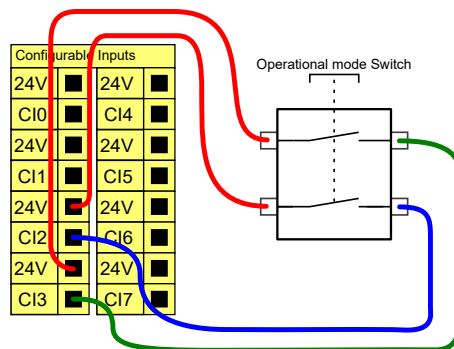 Configurable Inputs
Operational mode Switch
24V 24V
CI0 CI4
24V 24V
CI1 CI5
24V 24V
CI2 CI6
24V 24V
CI3 CI7